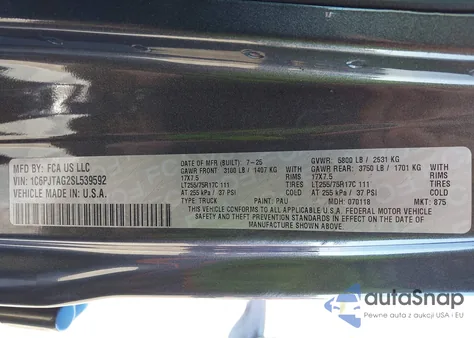 MFD BY: FCA US LLC
VIN: 1C6PJTAG2SL539592
VEHICLE MADE IN: U.S.A.
DATE OF MFR (BUILT): 7-25
GVWR: 5800 LB / 2631 KG
GAWR FRONT: 3100 LB / 1407 KG WITH
GAWR REAR: 3750 LB / 1701 KG WITH
17X7.5 RIMS
17X7.5 RIMS
LT255/75R17C 111 TIRES
LT255/75R17C 111 TIRES
AT 255 kPa / 37 PSI
AT 255 kPa / 37 PSI
TYPE: TRUCK PAINT: PAU MDH: 070118 MKT: 875
THIS VEHICLE CONFORMS TO ALL APPLICABLE U.S.A. FEDERAL MOTOR VEHICLE
SAFETY AND THEFT PREVENTION STANDARDS IN EFFECT ON THE DATE OF
MANUFACTURE SHOWN ABOVE.
autaSnap
Pewne auta z aukcji USA i EU